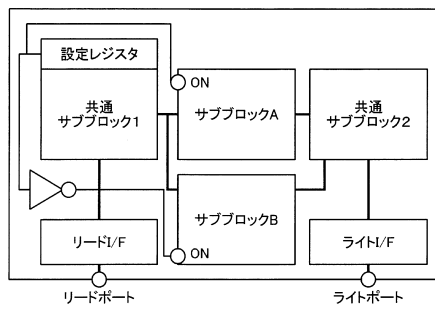 設定レジスタ
共通
サブブロック1
ON
サブブロックA
共通
サブブロック2
サブブロックB
ON
リードI/F
ライトI/F
リードポート
ライトポート